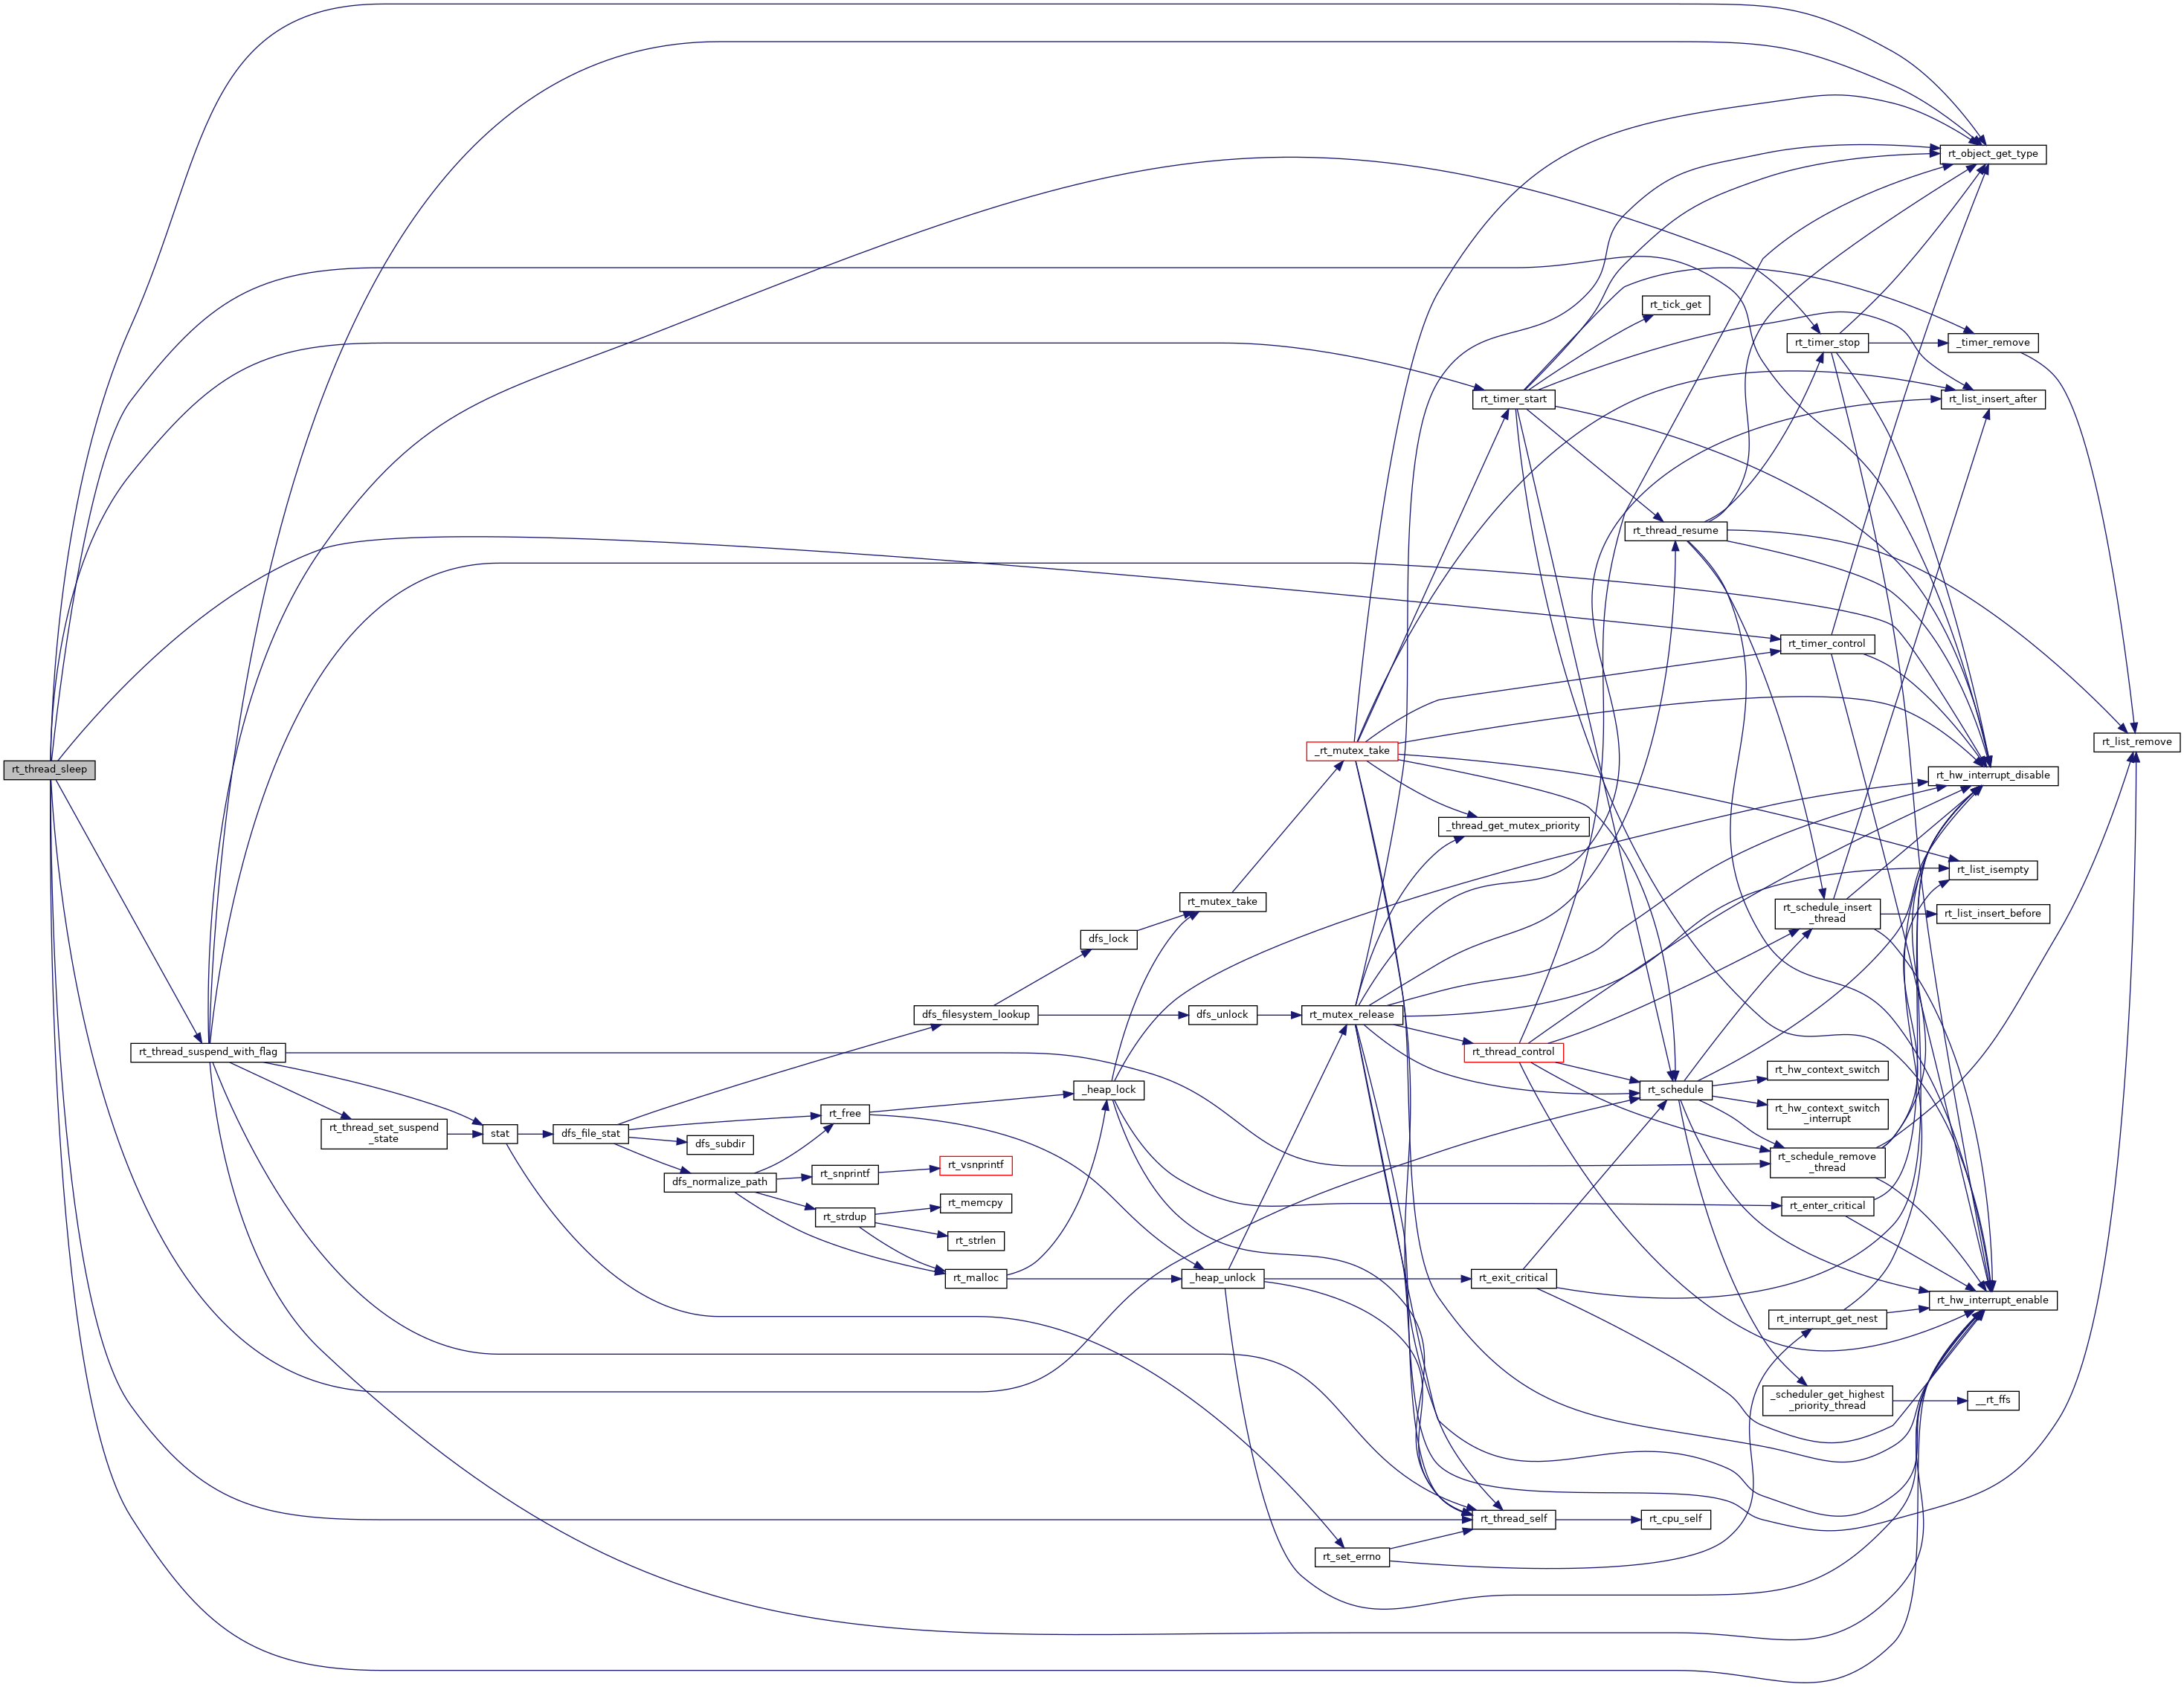 rt_thread_sleep
rt_thread_suspend_with_flag
rt_thread_set_suspend
_state
stat
dfs_file_stat
dfs_subdir
dfs_normalize_path
rt_free
rt_snprintf
rt_strdup
dfs_filesystem_lookup
rt_vsnprintf
rt_memcpy
rt_strlen
rt_malloc
dfs_lock
_heap_lock
rt_mutex_take
dfs_unlock
_heap_unlock
_rt_mutex_take
rt_mutex_release
rt_set_errno
rt_timer_start
_thread_get_mutex_priority
rt_thread_control
rt_exit_critical
rt_thread_self
rt_tick_get
rt_thread_resume
rt_schedule
rt_cpu_self
rt_timer_stop
rt_timer_control
rt_schedule_insert
_thread
rt_hw_context_switch
rt_hw_context_switch
_interrupt
rt_schedule_remove
_thread
rt_enter_critical
rt_interrupt_get_nest
_scheduler_get_highest
_priority_thread
rt_object_get_type
_timer_remove
rt_list_insert_after
rt_hw_interrupt_disable
rt_list_isempty
rt_list_insert_before
rt_hw_interrupt_enable
__rt_ffs
rt_list_remove